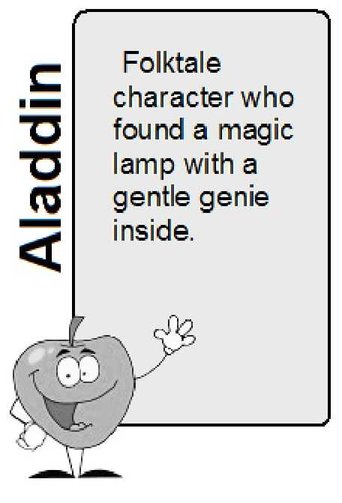 Aladdin
Folktale
character who
found a magic
lamp with a
gentle genie
inside.